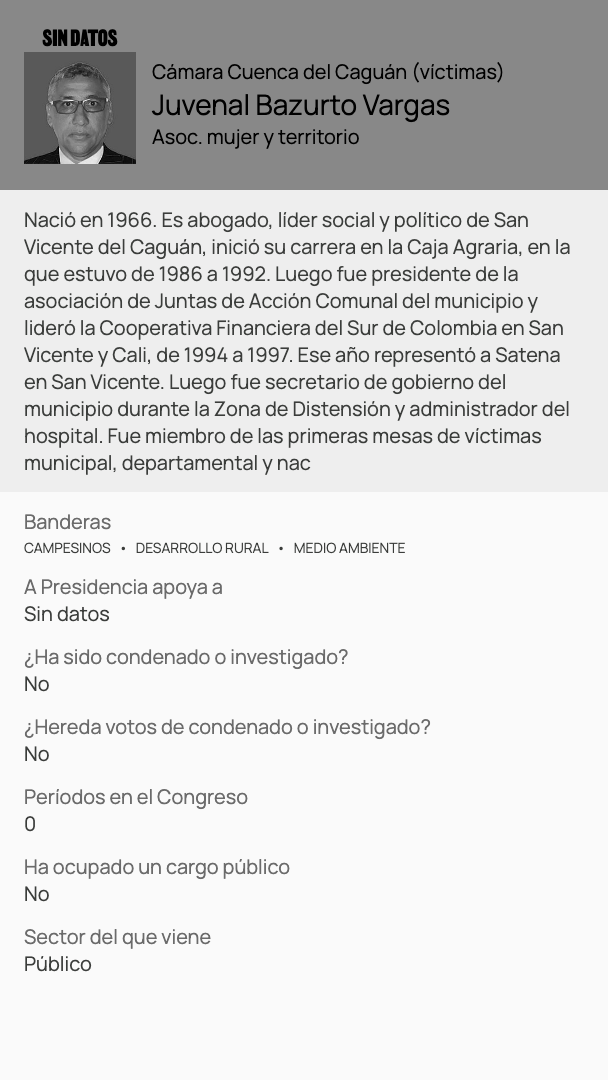 SIN DATOS
Cámara Cuenca del Caguán (víctimas)
Juvenal Bazurto Vargas
Asoc. mujer y territorio
Nació en 1966. Es abogado, líder social y político de San
Vicente del Caguán, inició su carrera en la Caja Agraria, en la
que estuvo de 1986 a 1992. Luego fue presidente de la
asociación de Juntas de Acción Comunal del municipio y
lideró la Cooperativa Financiera del Sur de Colombia en San
Vicente y Cali, de 1994 a 1997. Ese año representó a Satena
en San Vicente. Luego fue secretario de gobierno del
municipio durante la Zona de Distensión y administrador del
hospital. Fue miembro de las primeras mesas de víctimas
municipal, departamental y nac
Banderas
CAMPESINOS • DESARROLLO RURAL • MEDIO AMBIENTE
A Presidencia apoya a
Sin datos
¿Ha sido condenado o investigado?
No
¿Hereda votos de condenado o investigado?
No
Períodos en el Congreso
0
Ha ocupado un cargo público
No
Sector del que viene
Público